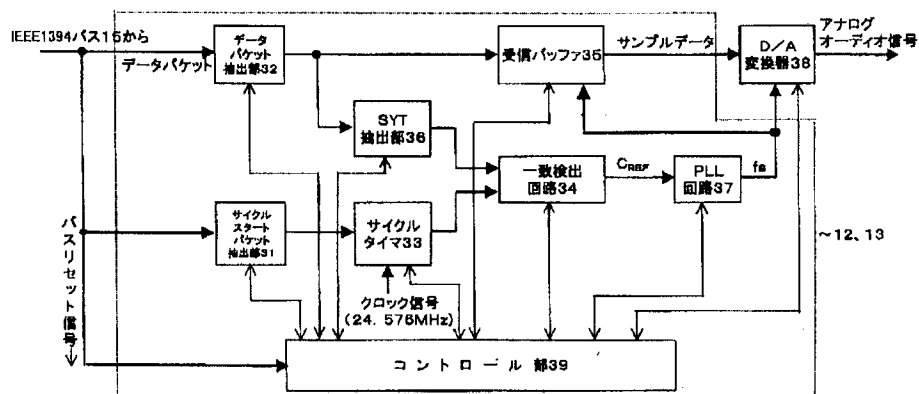 IEEE1394バス15から
データパケット
データ
パケット
抽出部32
受信バッファ35
サンプルデータ
D/A
変換器38
アナログ
オーディオ信号
SYT
抽出部36
一致検出
回路34
CREF
PLL
回路37
fs
サイクル
スタート
パケット
抽出部31
サイクル
タイマ33
~12、13
バスリセット信号
クロック信号
(24. 576MHz)
コントロール 部39